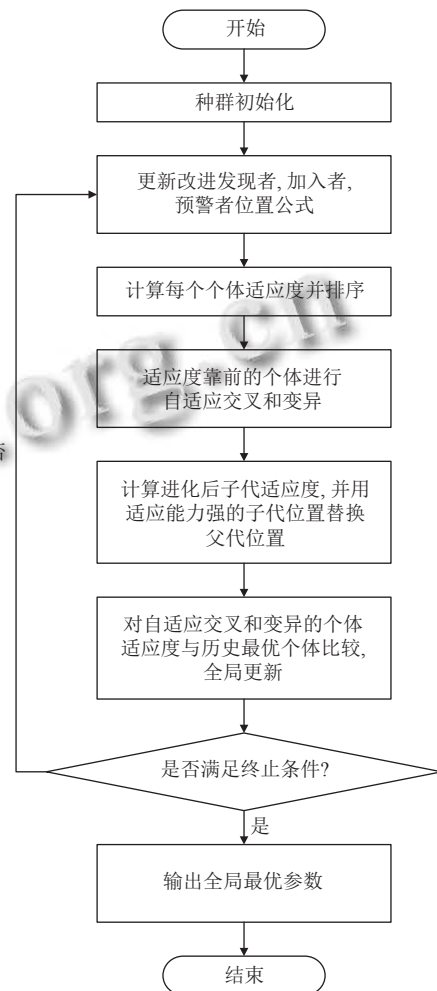 开始
种群初始化
更新改进发现者, 加入者,
预警者位置公式
计算每个个体适应度并排序
适应度靠前的个体进行
自适应交叉和变异
否
计算进化后子代适应度, 并用
适应能力强的子代位置替换
父代位置
对自适应交叉和变异的个体
适应度与历史最优个体比较,
全局更新
是否满足终止条件?
是
输出全局最优参数
结束
org.cn